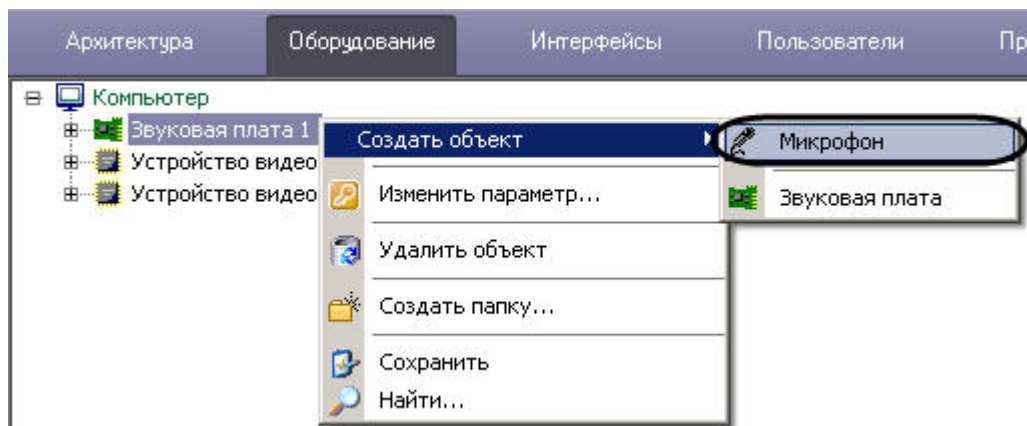 Архитектура Оборудование Интерфейсы Пользователи Пр
Компьютер
Звуковая плата 1
Устройство видео
Устройство видео
Создать объект
Изменить параметр...
Удалить объект
Создать папку...
Сохранить
Найти...
Микрофон
Звуковая плата